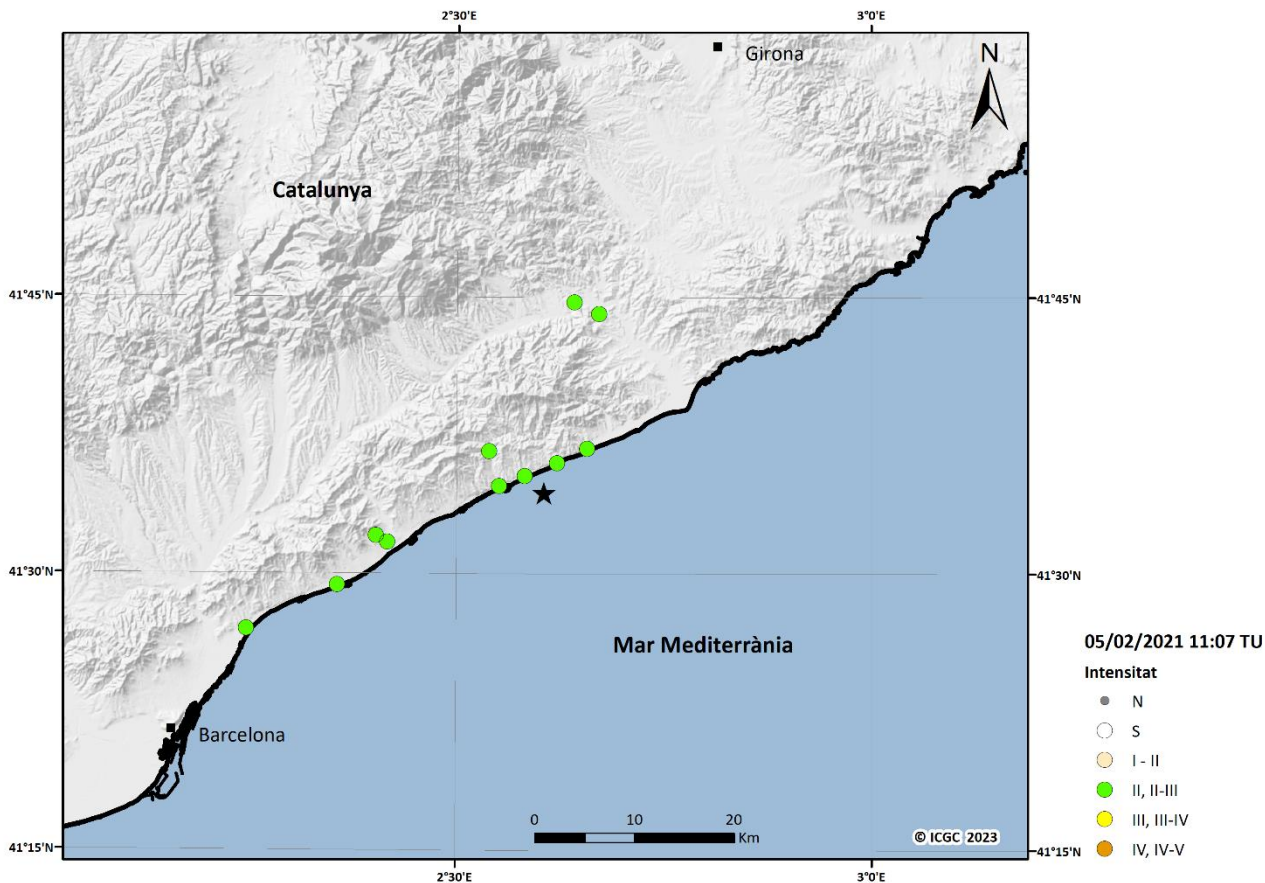 2°30'E
3°0'E
N
Girona
Catalunya
41°45'N
41°45'N
41°30'N
41°30'N
Mar Mediterrània
05/02/2021 11:07 TU
Intensitat
N
S
I - II
II, II-III
III, III-IV
IV, IV-V
Barcelona
0 10 20
Km
© ICGC 2023
41°15'N
41°15'N
2°30'E
3°0'E